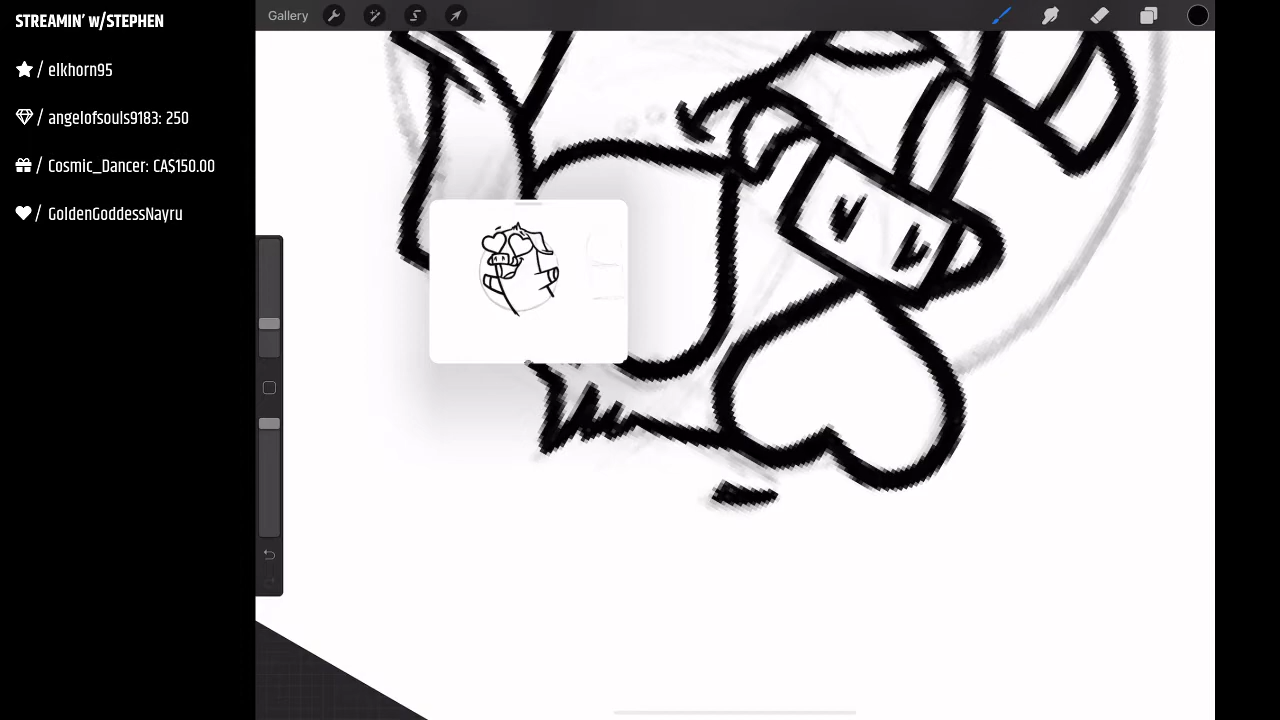 STREAMIN' w/STEPHEN
/ elkhorn95
/ angelofsouls9183: 250
/ Cosmic_Dancer: CA$150.00
/ GoldenGoddessNayru
Gallery